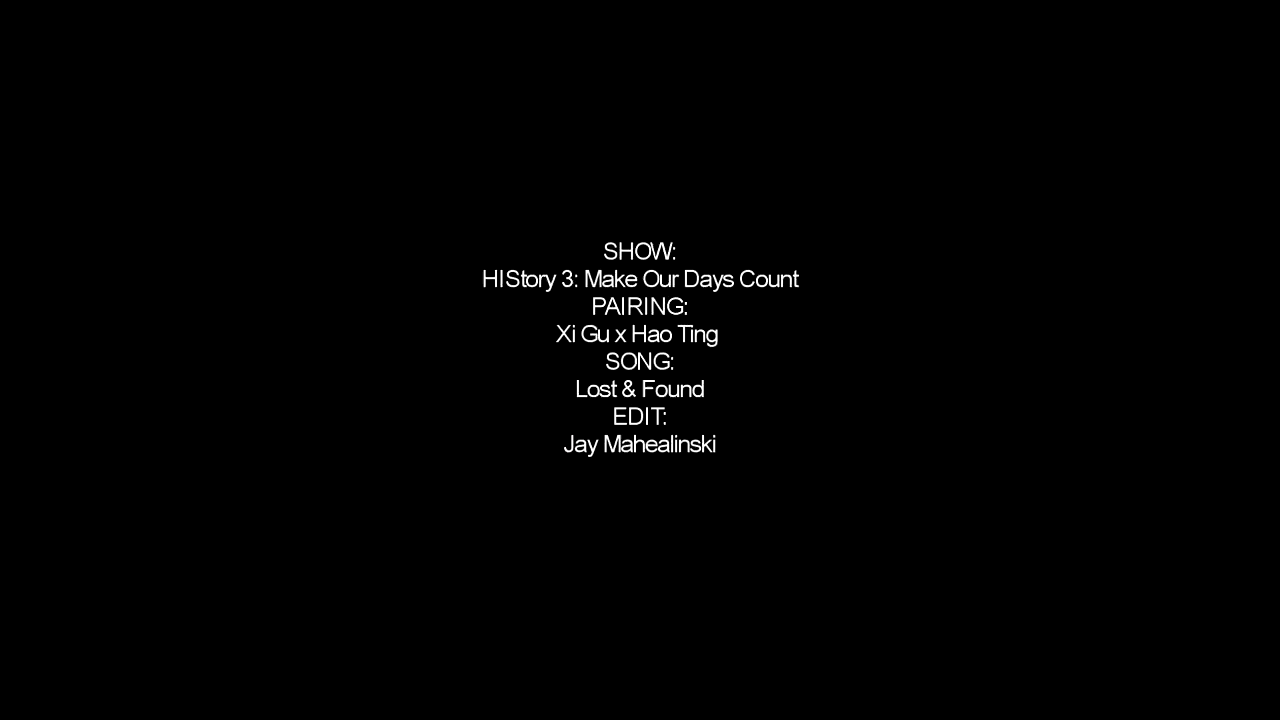 SHOW:
HIStory 3: Make Our Days Count
PAIRING:
Xi Gu x Hao Ting
SONG:
Lost & Found
EDIT:
Jay Mahealinski